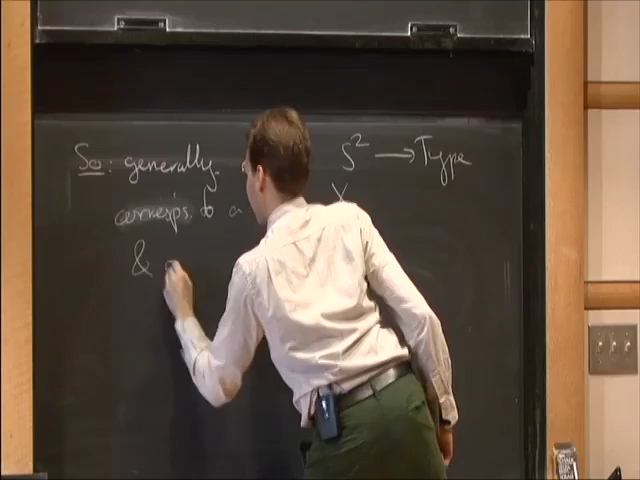 So: generally, a S² → Type
corresps. to a X
&